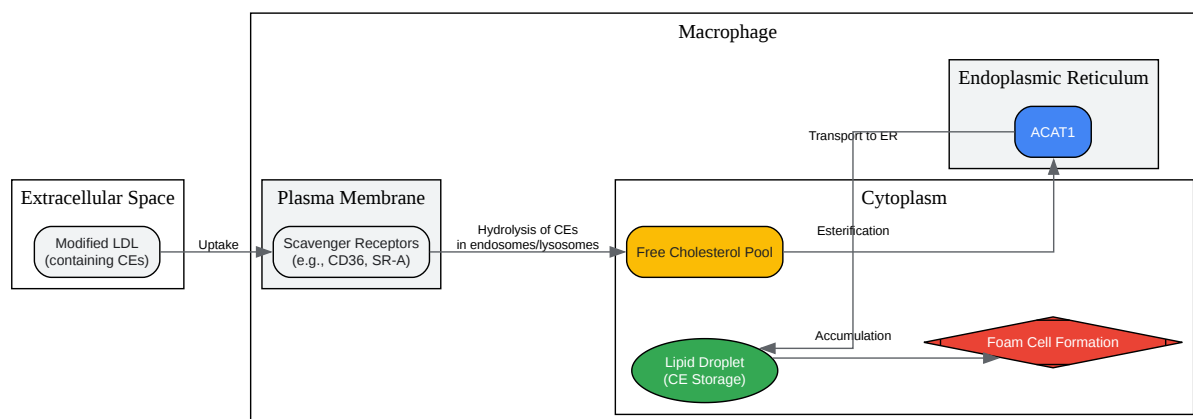 Macrophage
Endoplasmic Reticulum
ACAT1
Transport to ER
Extracellular Space
Plasma Membrane
Cytoplasm
Modified LDL
(containing CEs)
Uptake
Scavenger Receptors
(e.g., CD36, SR-A)
Hydrolysis of CEs
in endosomes/lysosomes
Free Cholesterol Pool
Esterification
Lipid Droplet
(CE Storage)
Accumulation
Foam Cell Formation